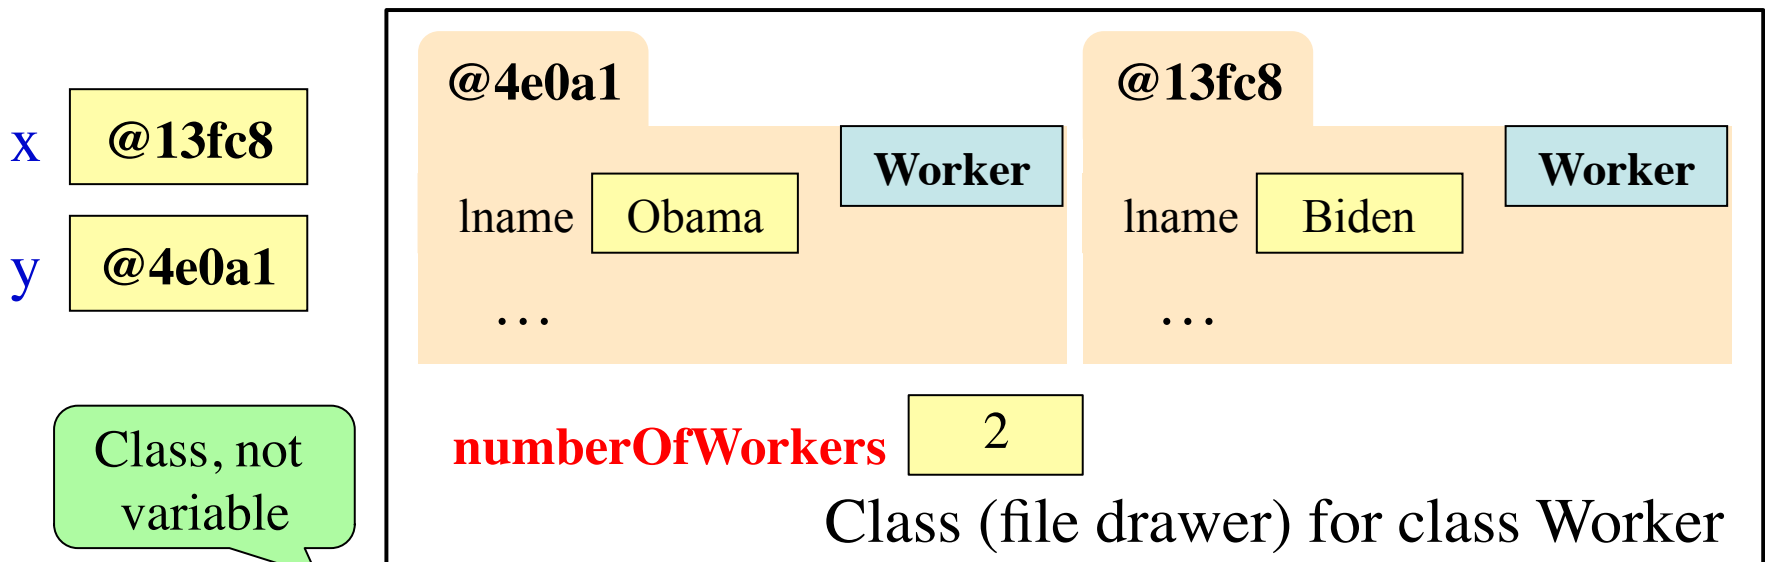 x @13fc8
y @4e0a1
@4e0a1
Worker
lname Obama
…
@13fc8
Worker
lname Biden
…
numberOfWorkers 2
Class (file drawer) for class Worker
Class, not
variable